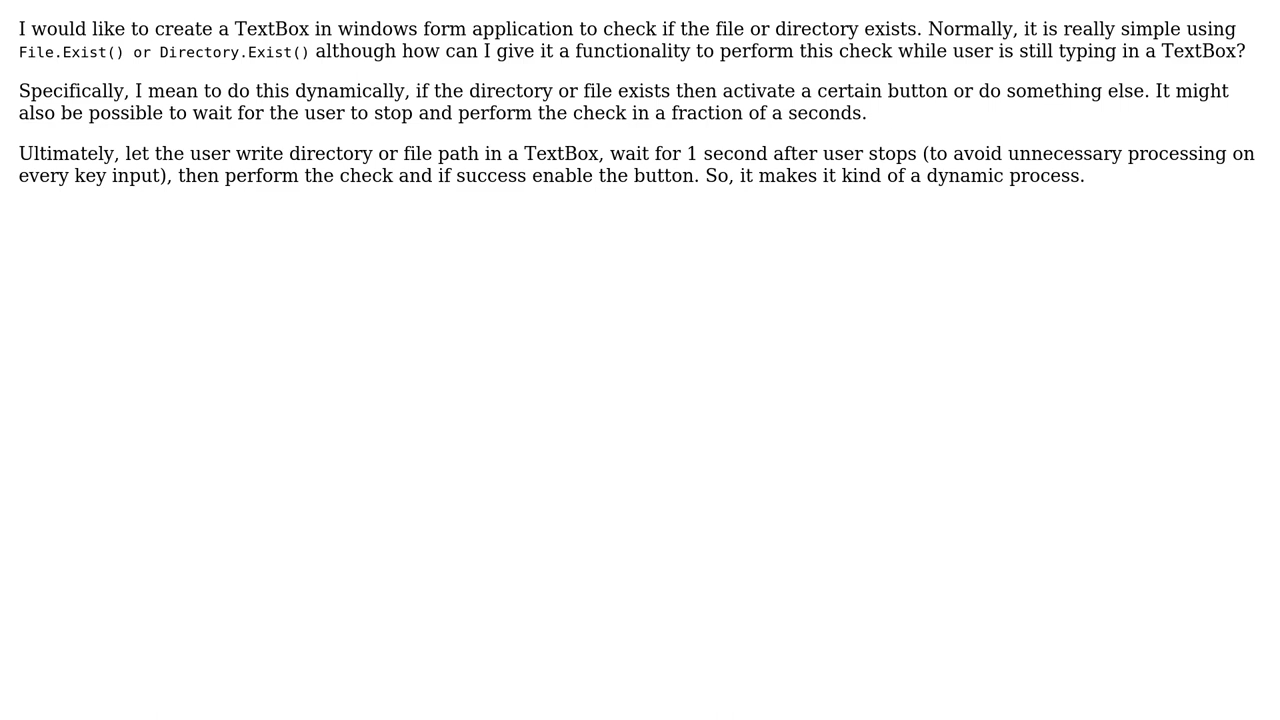 I would like to create a TextBox in windows form application to check if the file or directory exists. Normally, it is really simple using
File.Exist() or Directory.Exist() although how can I give it a functionality to perform this check while user is still typing in a TextBox?
Specifically, I mean to do this dynamically, if the directory or file exists then activate a certain button or do something else. It might
also be possible to wait for the user to stop and perform the check in a fraction of a seconds.
Ultimately, let the user write directory or file path in a TextBox, wait for 1 second after user stops (to avoid unnecessary processing on
every key input), then perform the check and if success enable the button. So, it makes it kind of a dynamic process.